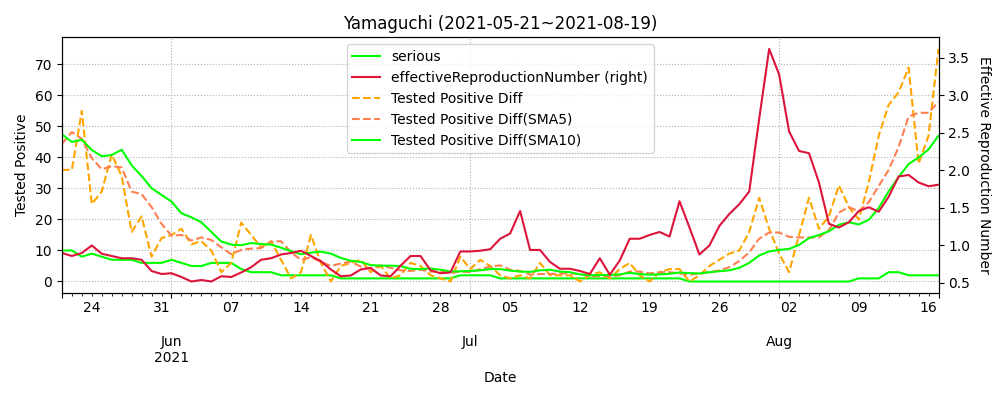 Yamaguchi (2021-05-21~2021-08-19)
serious
effectiveReproductionNumber (right)
Tested Positive Diff
Tested Positive Diff(SMA5)
Tested Positive Diff(SMA10)
Tested Positive
70
60
50
40
30
20
10
0
3.5
3.0
2.5
2.0
1.5
1.0
0.5
Effective Reproduction Number
24 31 07 14 21 28 05 12 19 26 02 09 16
Jun Jul Aug
2021
Date